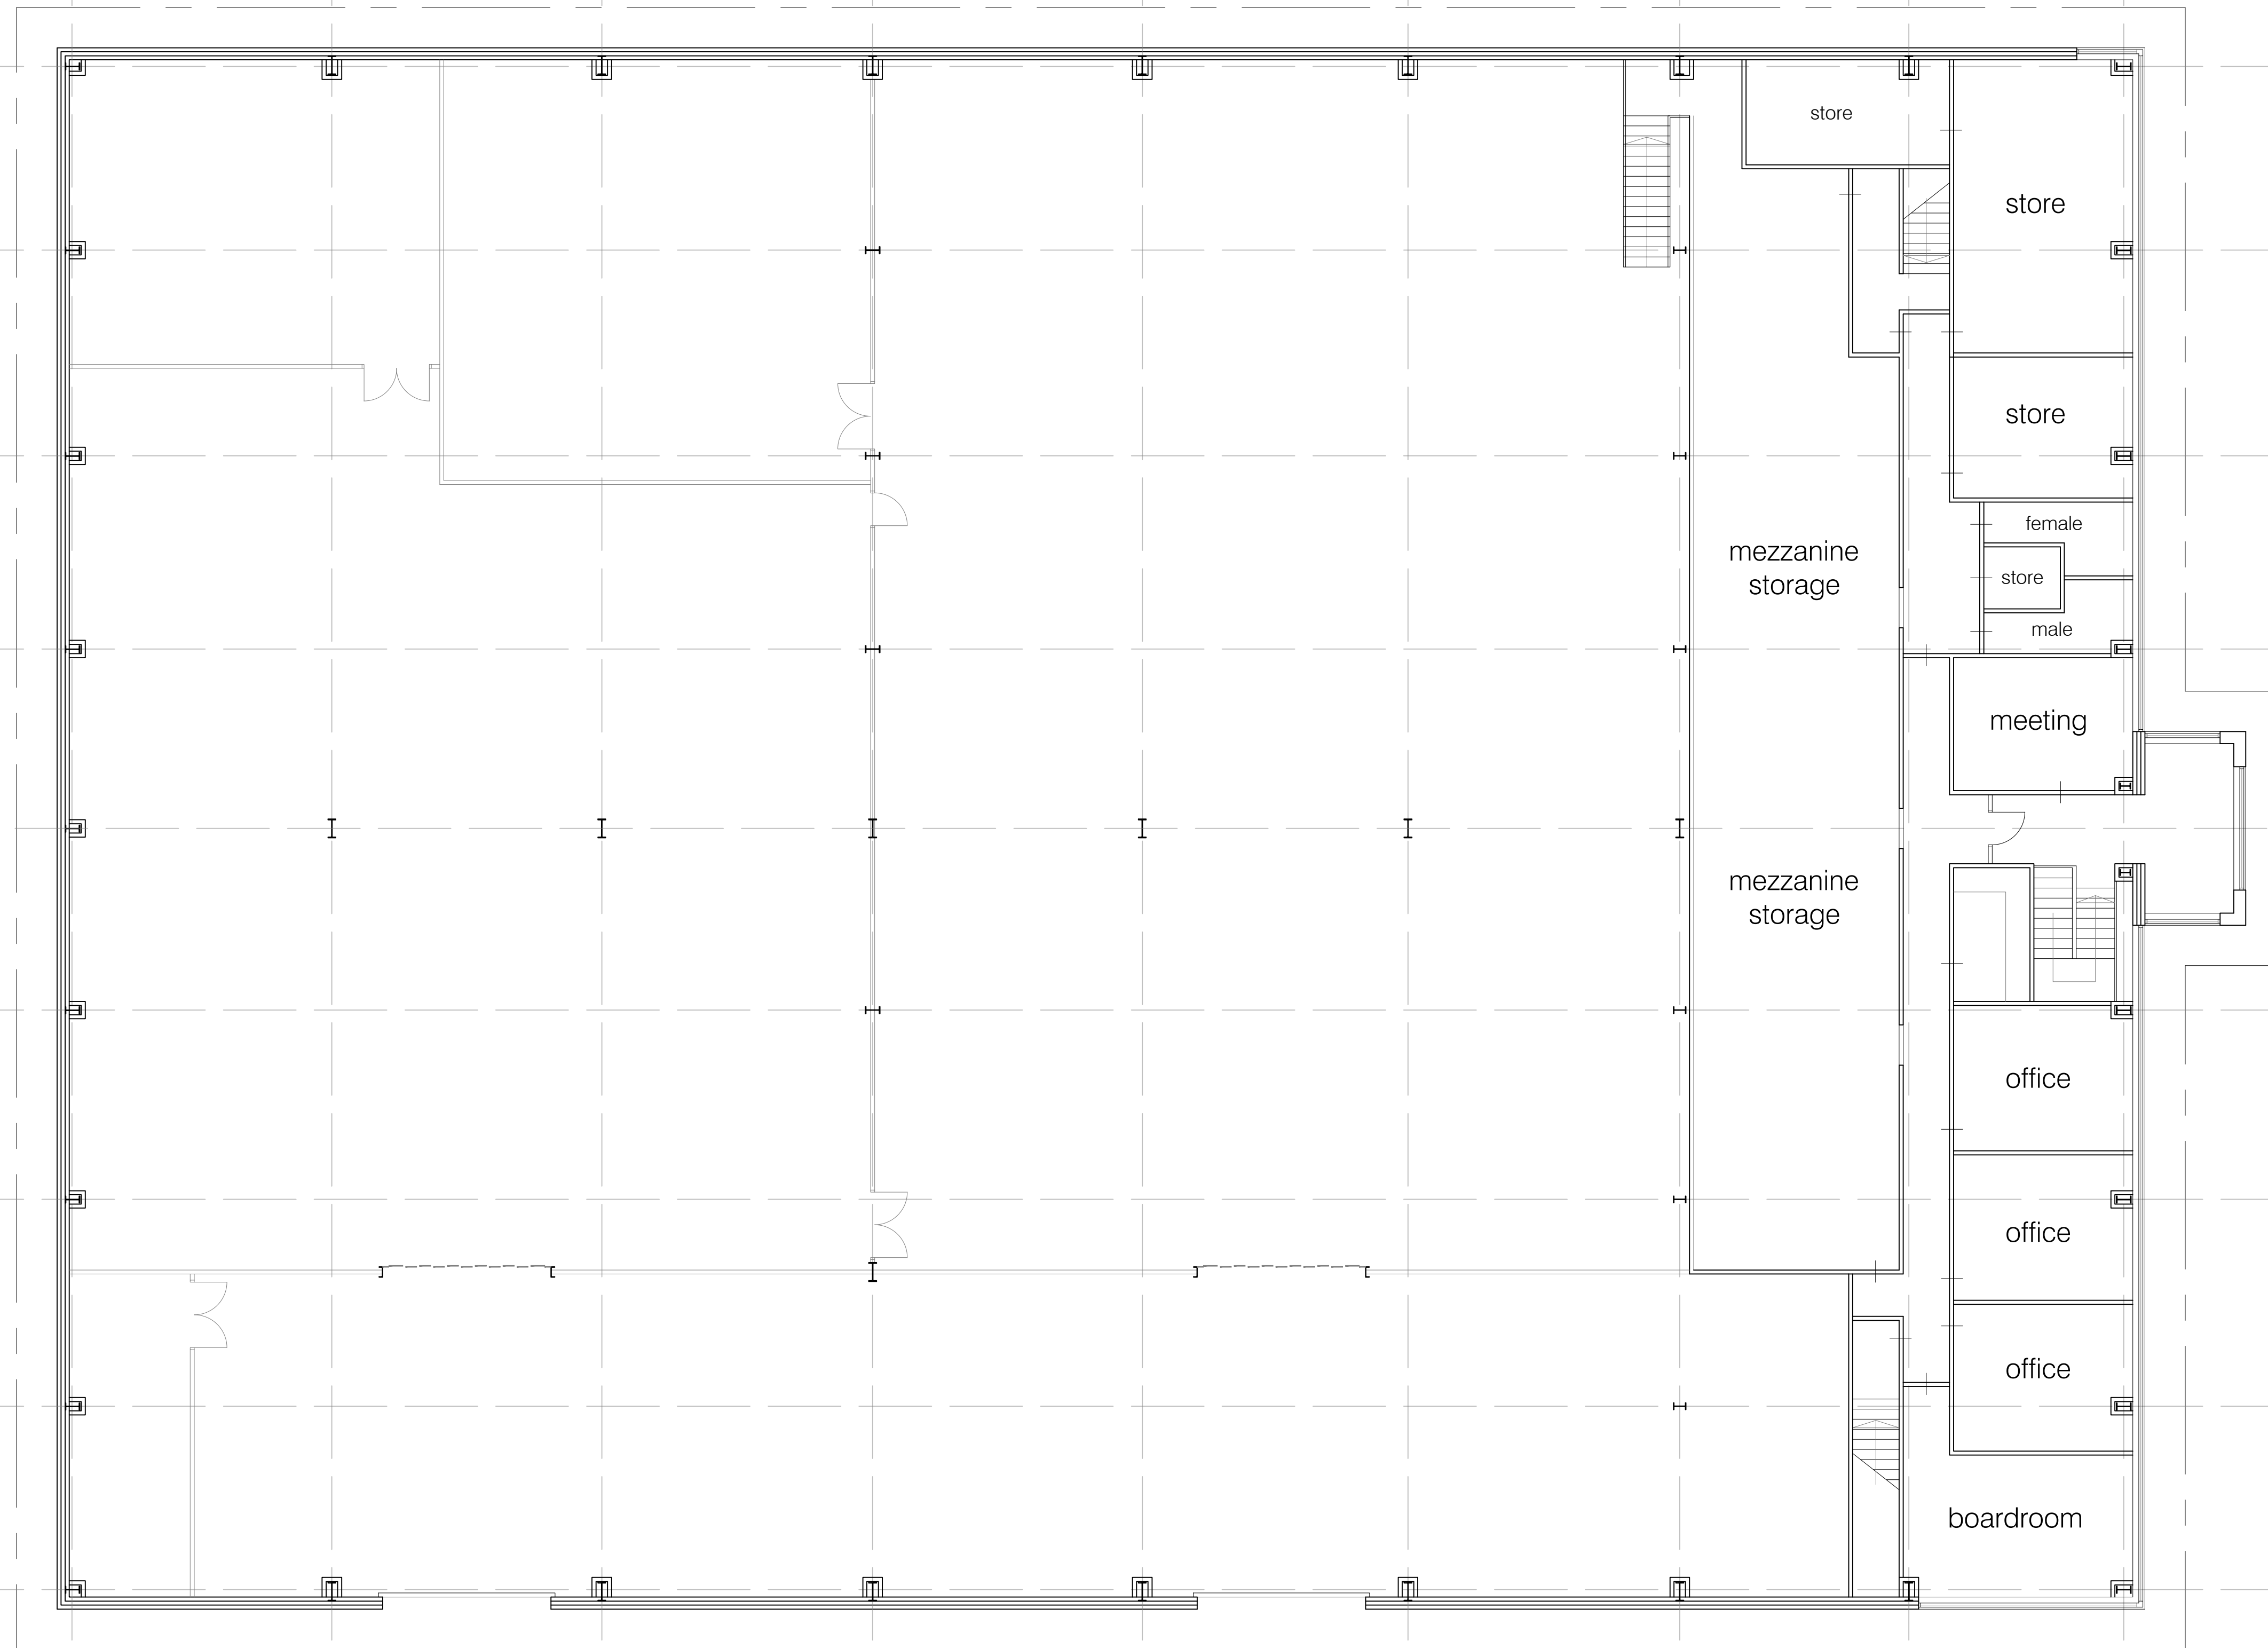 store
store
store
female
mezzanine
storage
store
male
meeting
mezzanine
storage
office
office
office
boardroom